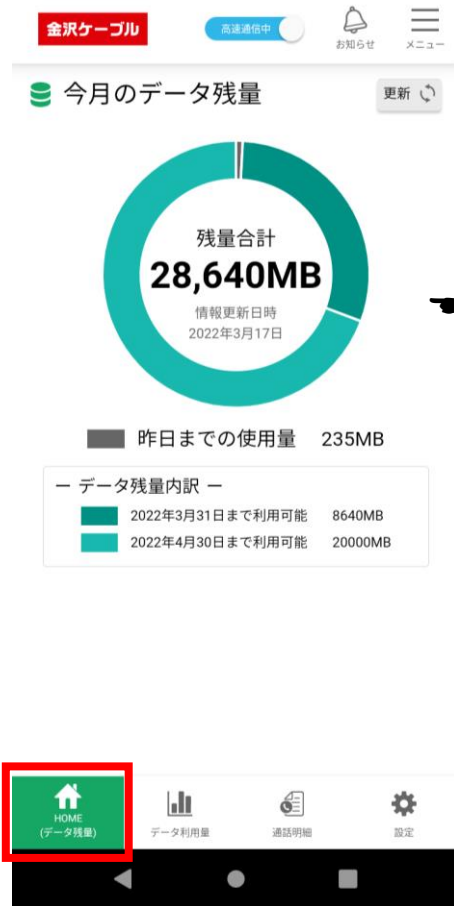 金沢ケーブル
高速通信中
お知らせ
メニュー
今月のデータ残量
更新
残量合計
28,640MB
情報更新日時
2022年3月17日
昨日までの使用量 235MB
ー データ残量内訳 ー
2022年3月31日まで利用可能 8640MB
2022年4月30日まで利用可能 20000MB
HOME
(データ残量)
データ利用量
通話明細
設定